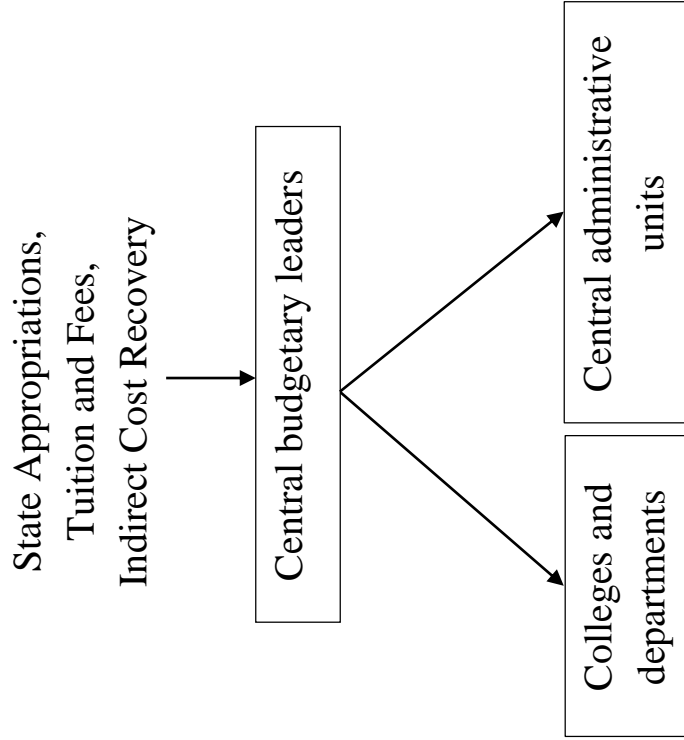 State Appropriations,
Tuition and Fees,
Indirect Cost Recovery
Central budgetary leaders
Colleges and
departments
Central administrative
units